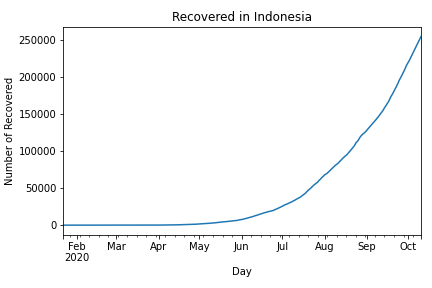 Recovered in Indonesia
Number of Recovered
250000
200000
150000
100000
50000
0
Feb Mar Apr May Jun Jul Aug Sep Oct
2020
Day